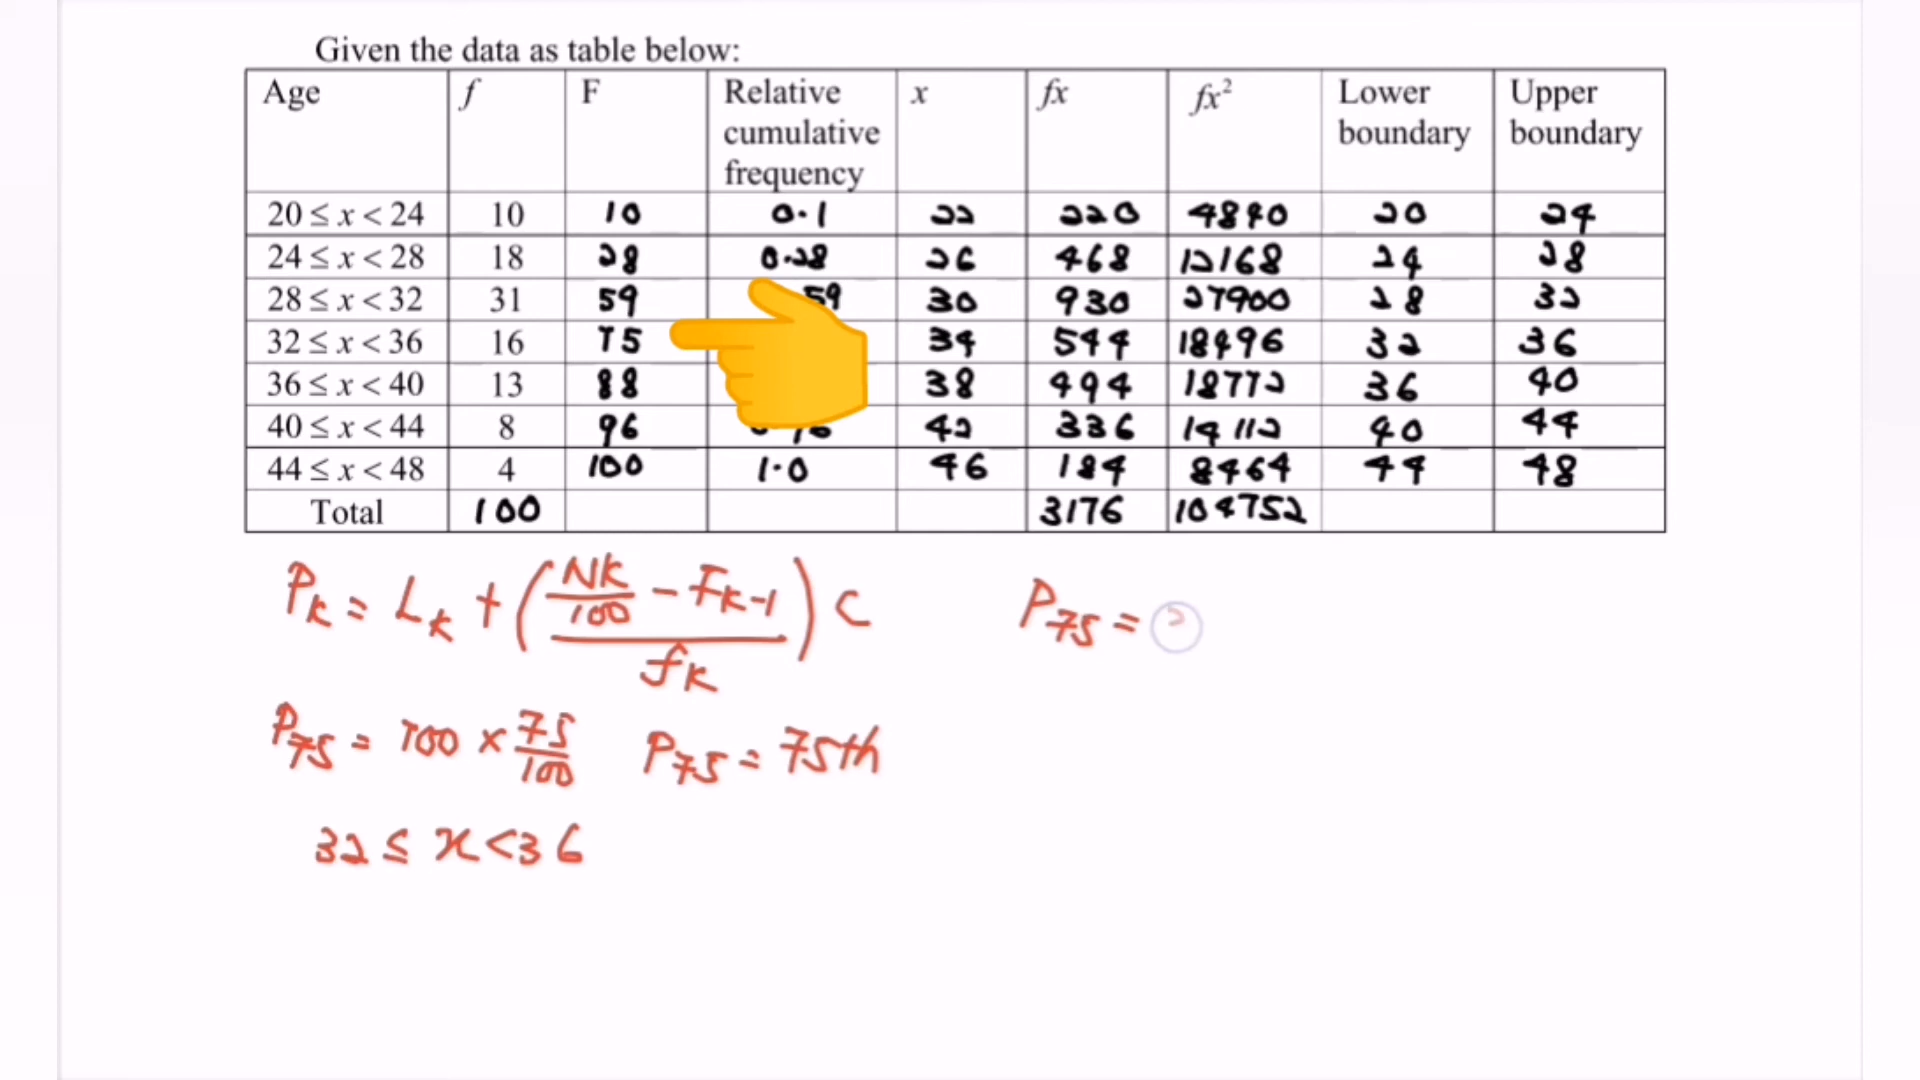 Given the data as table below:
Age f F Relative cumulative frequency x fx fx² Lower boundary Upper boundary
20 ≤ x < 24 10 10 0.1 22 220 4840 20 24
24 ≤ x < 28 18 28 0.28 26 468 12168 24 28
28 ≤ x < 32 31 59 59 30 930 27900 28 32
32 ≤ x < 36 16 75 34 544 18496 32 36
36 ≤ x < 40 13 88 38 494 18772 36 40
40 ≤ x < 44 8 96 42 336 14112 40 44
44 ≤ x < 48 4 100 1.0 46 184 8464 44 48
Total 100 3176 104752
Pk = Lk + ((Nk/100 - Fk-1)/fk) C
P75 =
P75 = 100 × 75/100 P75 = 75th
32 ≤ x < 36